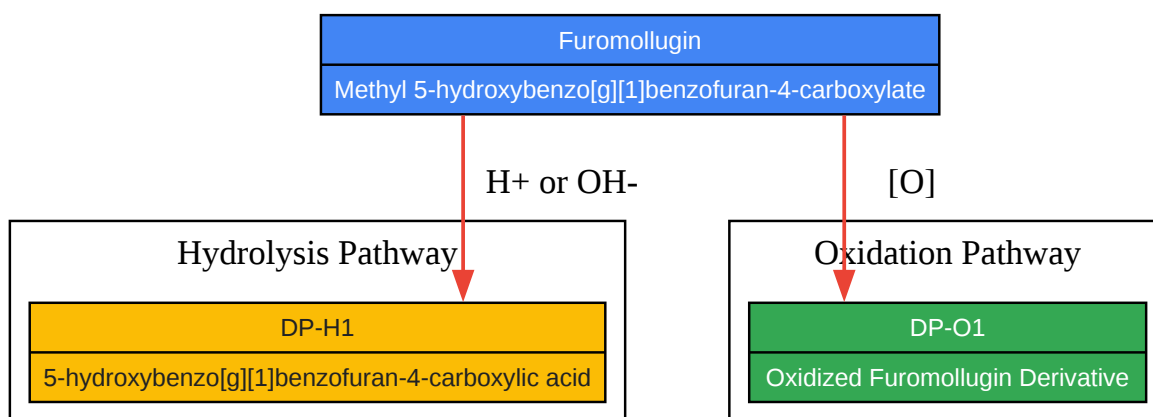 Furomollugin
Methyl 5-hydroxybenzo[g][1]benzofuran-4-carboxylate
H+ or OH-
[O]
Hydrolysis Pathway
Oxidation Pathway
DP-H1
5-hydroxybenzo[g][1]benzofuran-4-carboxylic acid
DP-O1
Oxidized Furomollugin Derivative